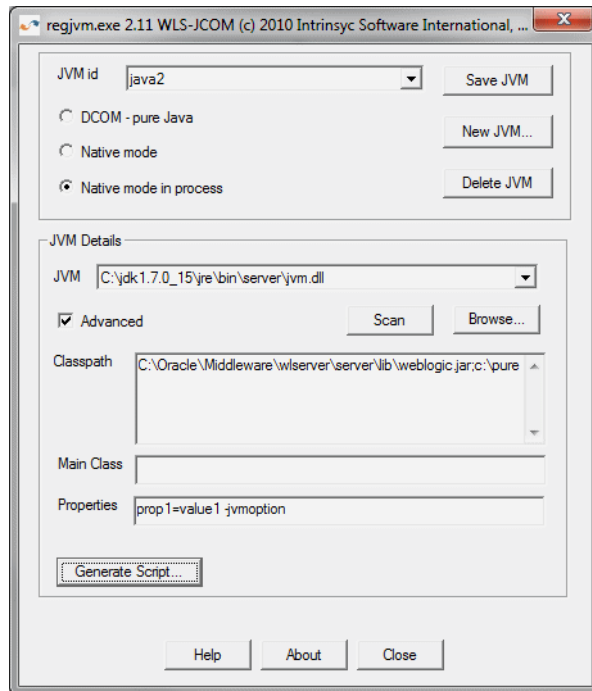 regjvm.exe 2.11 WLS-JCOM (c) 2010 Intrinsyc Software International, ...
JVM id
java2
Save JVM
DCOM - pure Java
New JVM...
Native mode
Native mode in process
Delete JVM
JVM Details
JVM
C:\jdk1.7.0_15\jre\bin\server\jvm.dll
Advanced
Scan
Browse...
Classpath
C:\Oracle\Middleware\wlserver\server\lib\weblogic.jar;c:\pure
Main Class
Properties
prop1=value1 -jvmoption
Generate Script...
Help
About
Close